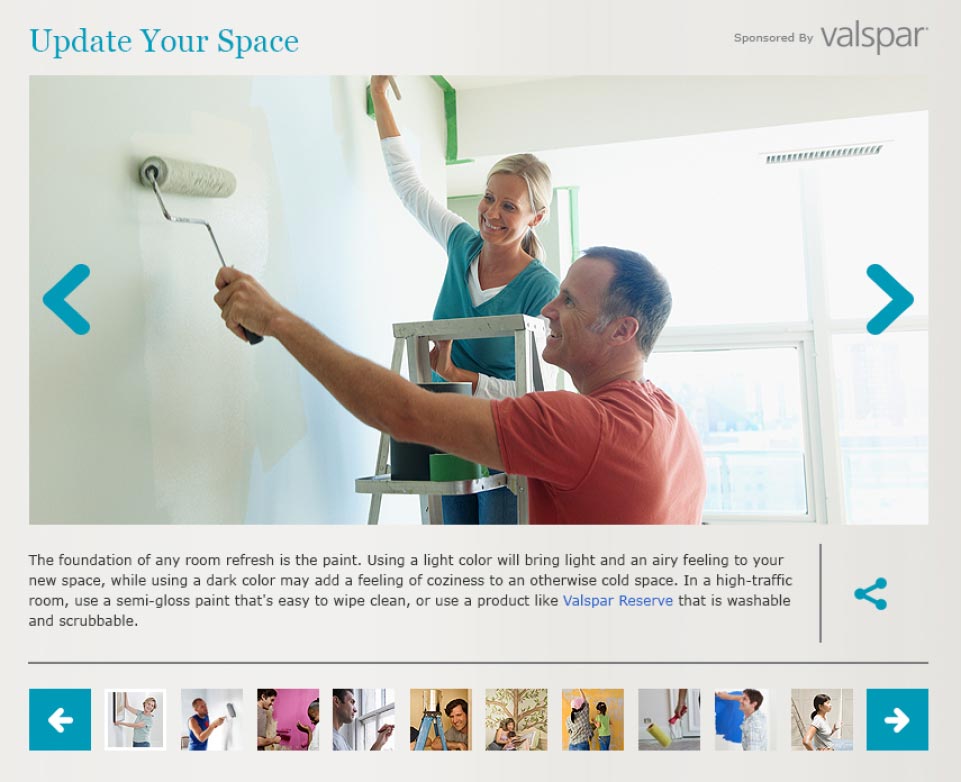 Update Your Space
Sponsored By valspar
The foundation of any room refresh is the paint. Using a light color will bring light and an airy feeling to your
new space, while using a dark color may add a feeling of coziness to an otherwise cold space. In a high-traffic
room, use a semi-gloss paint that's easy to wipe clean, or use a product like Valspar Reserve that is washable
and scrubbable.